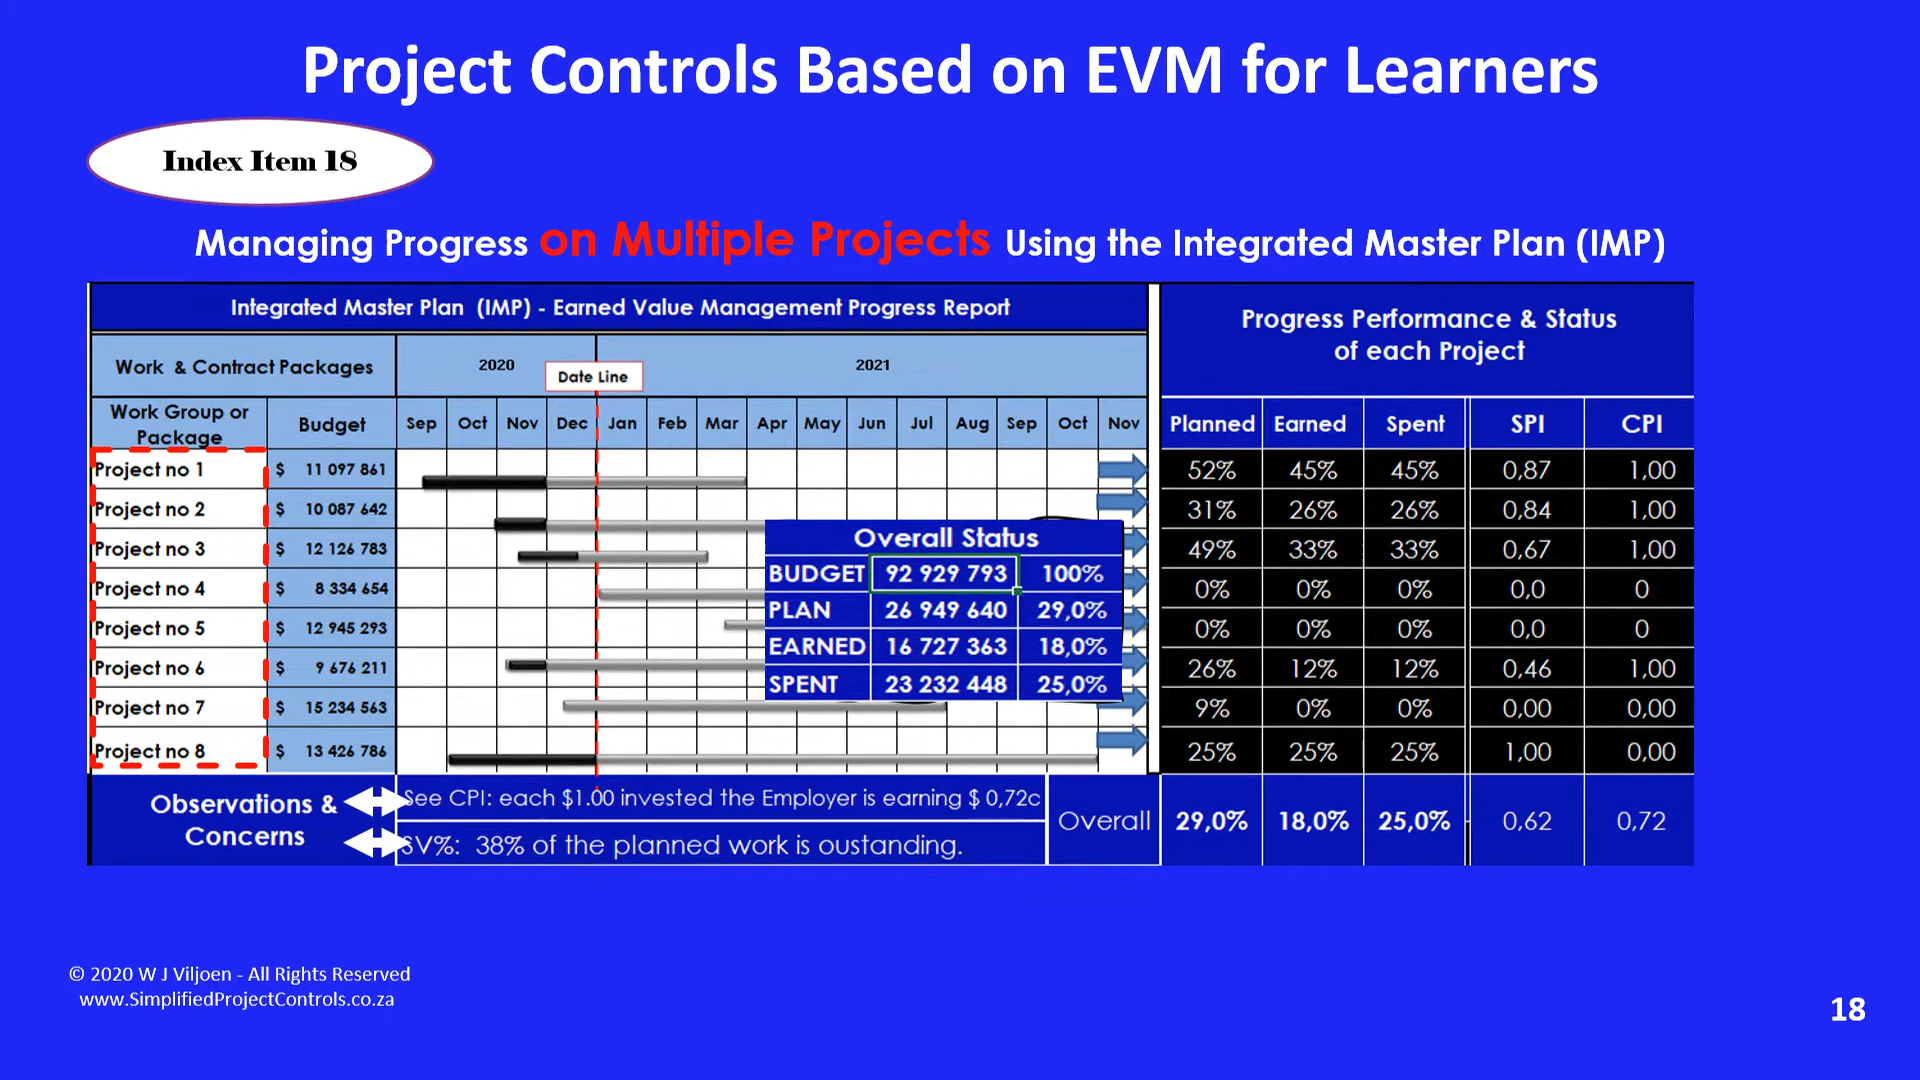 Project Controls Based on EVM for Learners
Index Item 18
Managing Progress on Multiple Projects Using the Integrated Master Plan (IMP)
Integrated Master Plan (IMP) - Earned Value Management Progress Report
Progress Performance & Status
of each Project
Work & Contract Packages
2020
2021
Date Line
Work Group or
Package
Budget
Sep Oct Nov Dec Jan Feb Mar Apr May Jun Jul Aug Sep Oct Nov
Planned Earned Spent SPI CPI
Project no 1 $ 11 097 861 52% 45% 45% 0,87 1,00
Project no 2 $ 10 087 642 31% 26% 26% 0,84 1,00
Project no 3 $ 12 126 783 49% 33% 33% 0,67 1,00
Project no 4 $ 8 334 654 0% 0% 0% 0,0 0
Project no 5 $ 12 945 293 0% 0% 0% 0,0 0
Project no 6 $ 9 676 211 26% 12% 12% 0,46 1,00
Project no 7 $ 15 234 563 9% 0% 0% 0,00 0,00
Project no 8 $ 13 426 786 25% 25% 25% 1,00 0,00
Overall Status
BUDGET 92 929 793 100%
PLAN 26 949 640 29,0%
EARNED 16 727 363 18,0%
SPENT 23 232 448 25,0%
Observations &
Concerns
See CPI: each $1.00 invested the Employer is earning $ 0,72c
SV%: 38% of the planned work is oustanding.
Overall 29,0% 18,0% 25,0% 0,62 0,72
© 2020 W J Viljoen - All Rights Reserved
www.SimplifiedProjectControls.co.za
18